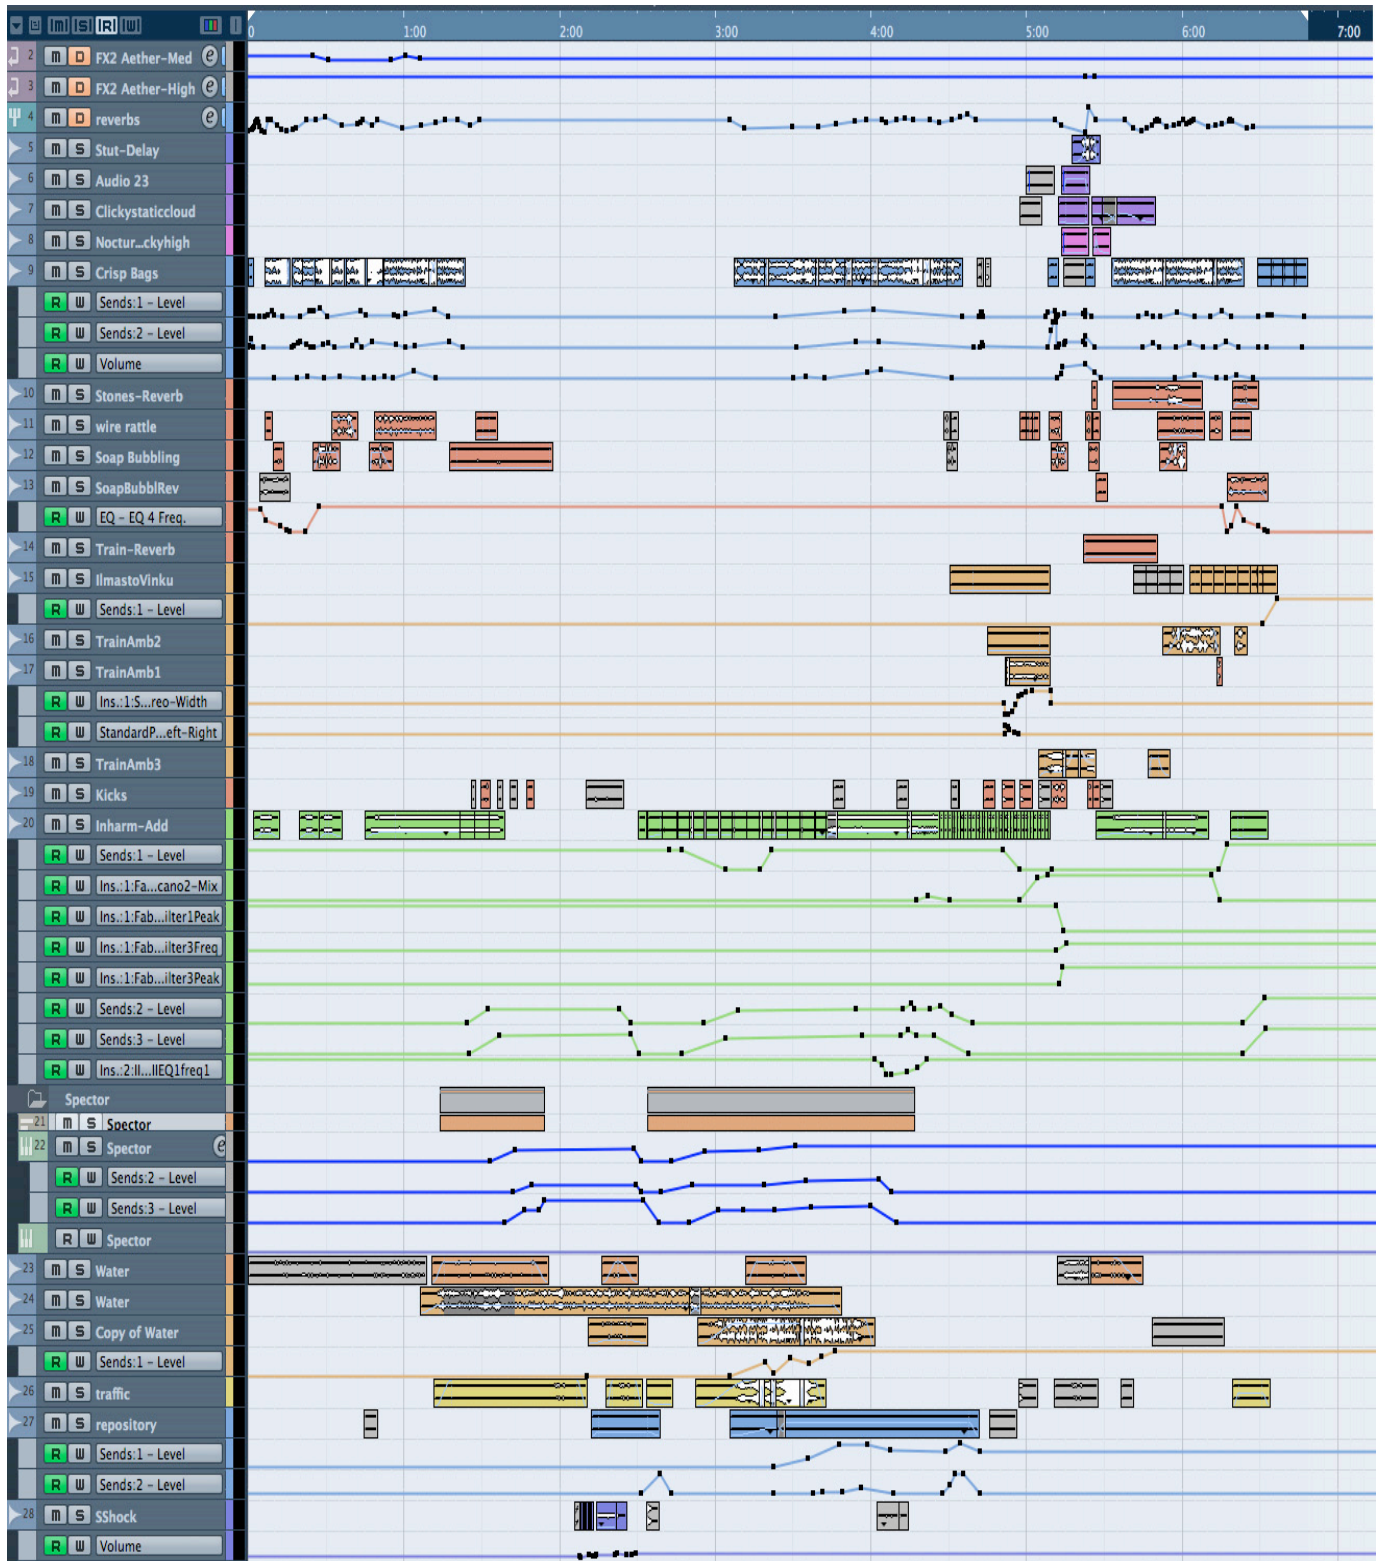 M S R W 0 1:00 2:00 3:00 4:00 5:00 6:00 7:00
2 M D FX2 Aether-Med e
3 M D FX2 Aether-High e
4 M D reverbs e
5 M S Stut-Delay
6 M S Audio 23
7 M S Clickystaticcloud
8 M S Noctur...ckyhigh
9 M S Crisp Bags
R W Sends:1 - Level
R W Sends:2 - Level
R W Volume
10 M S Stones-Reverb
11 M S wire rattle
12 M S Soap Bubbling
13 M S SoapBubblRev
R W EQ - EQ 4 Freq.
14 M S Train-Reverb
15 M S IlmastoVinku
R W Sends:1 - Level
16 M S TrainAmb2
17 M S TrainAmb1
R W Ins.:1:S...reo-Width
R W StandardP...eft-Right
18 M S TrainAmb3
19 M S Kicks
20 M S Inharm-Add
R W Sends:1 - Level
R W Ins.:1:Fa...cano2-Mix
R W Ins.:1:Fab...ilter1Peak
R W Ins.:1:Fab...ilter3Freq
R W Ins.:1:Fab...ilter3Peak
R W Sends:2 - Level
R W Sends:3 - Level
R W Ins.:2:II...IIEQ1freq1
Spector
21 M S Spector
22 M S Spector e
R W Sends:2 - Level
R W Sends:3 - Level
R W Spector
23 M S Water
24 M S Water
25 M S Copy of Water
R W Sends:1 - Level
26 M S traffic
27 M S repository
R W Sends:1 - Level
R W Sends:2 - Level
28 M S SShock
R W Volume